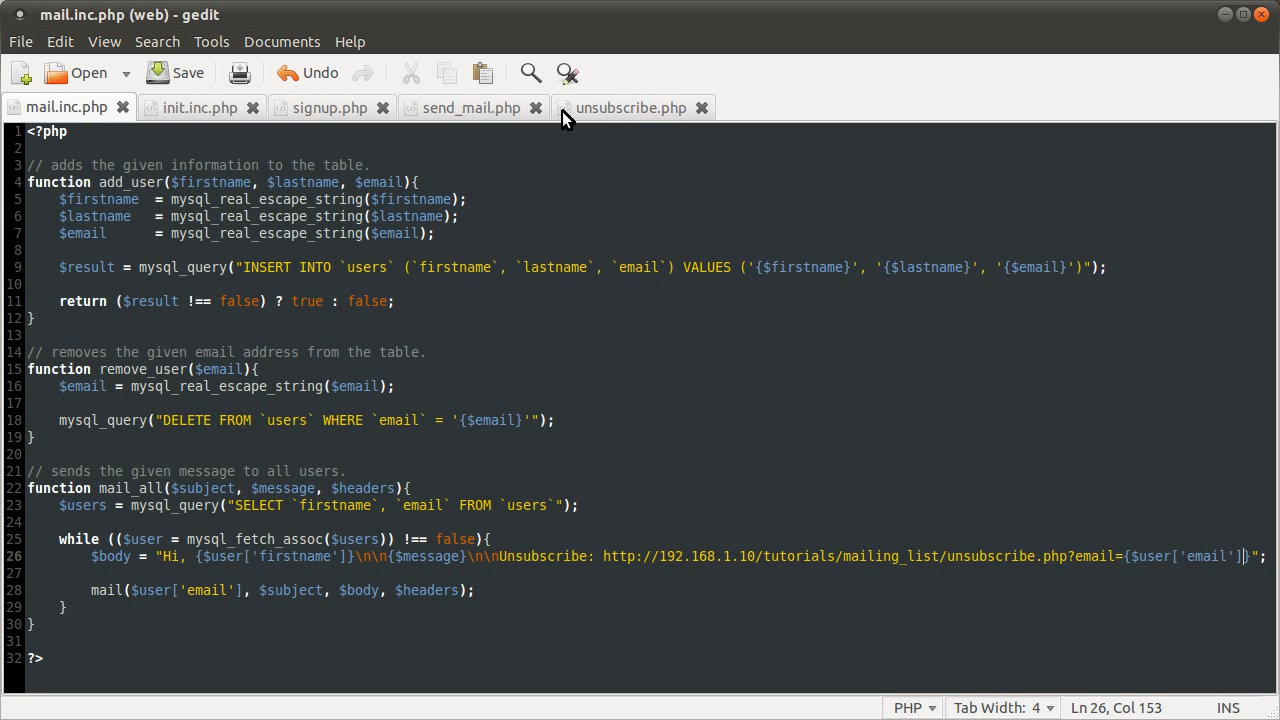 mail.inc.php (web) - gedit
File Edit View Search Tools Documents Help
Open Save Undo
mail.inc.php init.inc.php signup.php send_mail.php unsubscribe.php
1 <?php
2
3 // adds the given information to the table.
4 function add_user($firstname, $lastname, $email){
5     $firstname  = mysql_real_escape_string($firstname);
6     $lastname   = mysql_real_escape_string($lastname);
7     $email      = mysql_real_escape_string($email);
8
9     $result = mysql_query("INSERT INTO `users` (`firstname`, `lastname`, `email`) VALUES ('{$firstname}', '{$lastname}', '{$email}')");
10
11     return ($result !== false) ? true : false;
12 }
13
14 // removes the given email address from the table.
15 function remove_user($email){
16     $email = mysql_real_escape_string($email);
17
18     mysql_query("DELETE FROM `users` WHERE `email` = '{$email}'");
19 }
20
21 // sends the given message to all users.
22 function mail_all($subject, $message, $headers){
23     $users = mysql_query("SELECT `firstname`, `email` FROM `users`");
24
25     while (($user = mysql_fetch_assoc($users)) !== false){
26         $body = "Hi, {$user['firstname']}\n\n{$message}\n\nUnsubscribe: http://192.168.1.10/tutorials/mailing_list/unsubscribe.php?email={$user['email']}";
27
28         mail($user['email'], $subject, $body, $headers);
29     }
30 }
31
32 ?>
PHP Tab Width: 4 Ln 26, Col 153 INS